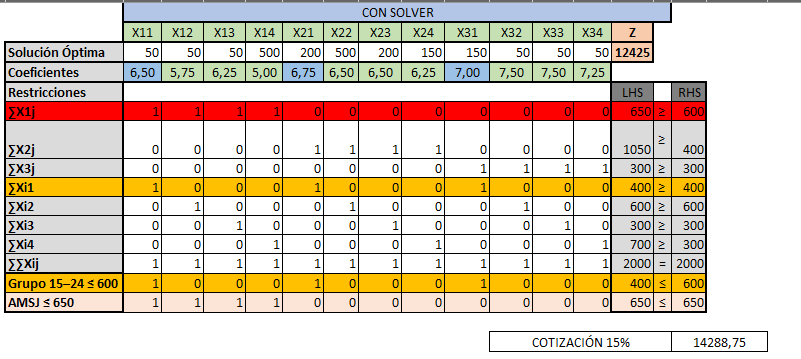 CON SOLVER
X11 X12 X13 X14 X21 X22 X23 X24 X31 X32 X33 X34 Z
Solución Óptima 50 50 50 500 200 500 200 150 150 50 50 50 12425
Coeficientes 6,50 5,75 6,25 5,00 6,75 6,50 6,50 6,25 7,00 7,50 7,50 7,25
Restricciones LHS RHS
∑X1j 1 1 1 1 0 0 0 0 0 0 0 0 650 ≥ 600
∑X2j 0 0 0 0 1 1 1 1 0 0 0 0 1050 ≥ 400
∑X3j 0 0 0 0 0 0 0 0 1 1 1 1 300 ≥ 300
∑Xi1 1 0 0 0 1 0 0 0 1 0 0 0 400 ≥ 400
∑Xi2 0 1 0 0 0 1 0 0 0 1 0 0 600 ≥ 600
∑Xi3 0 0 1 0 0 0 1 0 0 0 1 0 300 ≥ 300
∑Xi4 0 0 0 1 0 0 0 1 0 0 0 1 700 ≥ 300
∑∑Xij 1 1 1 1 1 1 1 1 1 1 1 1 2000 = 2000
Grupo 15–24 ≤ 600 1 0 0 0 1 0 0 0 1 0 0 0 400 ≤ 600
AMSJ ≤ 650 1 1 1 1 0 0 0 0 0 0 0 0 650 ≤ 650
COTIZACIÓN 15% 14288,75